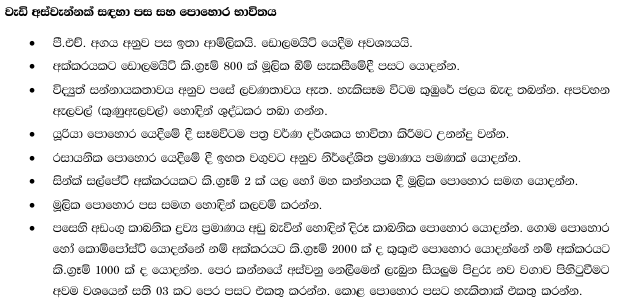 වැඩි අස්වැන්නක් සඳහා පස සහ පොහොර භාවිතය
• පී.එච්. අගය අනුව පස ඉතා ආම්ලිකයි. ඩොලමයිට් යෙදීම අවශ්‍යයයි.
• අක්කරයකට ඩොලමයිට් කි.ග්‍රෑම් 800 ක් මූලික බිම් සැකසීමේදී පසට යොදන්න.
• විද්‍යුත් සන්නායකතාවය අනුව පසේ ලවණතාවය ඇත. හැකිසෑම විටම කුඹුරේ ජලය බැඳ තබන්න. අපවහන
ඇලවල් (කුණුඇලවල්) හොඳින් ශුද්ධකර තබා ගන්න.
• යූරියා පොහොර යෙදීමේ දී සෑමවිටම පත්‍ර වර්ණ දර්ශකය භාවිතා කිරීමට උනන්දු වන්න.
• රසායනික පොහොර යෙදීමේ දී ඉහත වගුවට අනුව නිර්දේශිත ප්‍රමාණය පමණක් යොදන්න.
• සින්ක් සල්පේට් අක්කරයකට කි.ග්‍රෑම් 2 ක් යල හෝ මහ කන්නයක දී මූලික පොහොර සමඟ යොදන්න.
• මූලික පොහොර පස සමඟ හොඳින් කලවම් කරන්න.
• පසෙහි අඩංගු කාබනික ද්‍රව්‍ය ප්‍රමාණය අඩු බැවින් හොඳින් දිරූ කාබනික පොහොර යොදන්න. ගොම පොහොර
හෝ කොම්පෝස්ට් යොදන්නේ නම් අක්කරයට කි.ග්‍රෑම් 2000 ක් ද කුකුළු පොහොර යොදන්නේ නම් අක්කරයට
කි.ග්‍රෑම් 1000 ක් ද යොදන්න. පෙර කන්නයේ අස්වනු නෙලීමෙන් ලැබුන සියලුම පිදුරු නව වගාව පිහිටුවීමට
අවම වශයෙන් සති 03 කට පෙර පසට එකතු කරන්න. කොළ පොහොර පසට හැකිතාක් එකතු කරන්න.